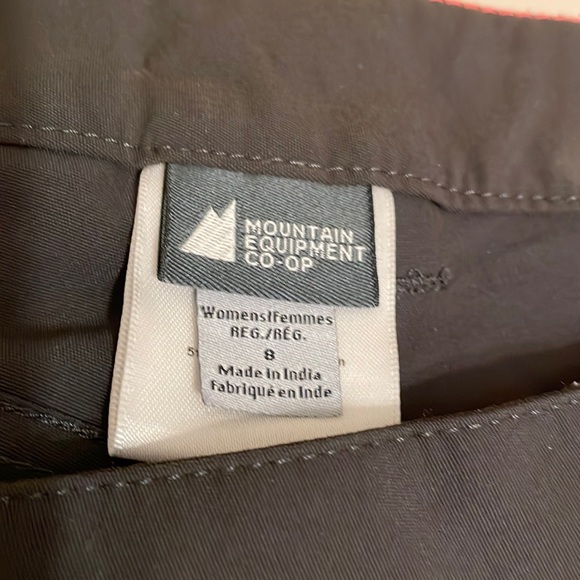 MOUNTAIN
EQUIPMENT
CO-OP
Womens/Femmes
REG./RÉG.
8
Made in India
Fabriqué en Inde